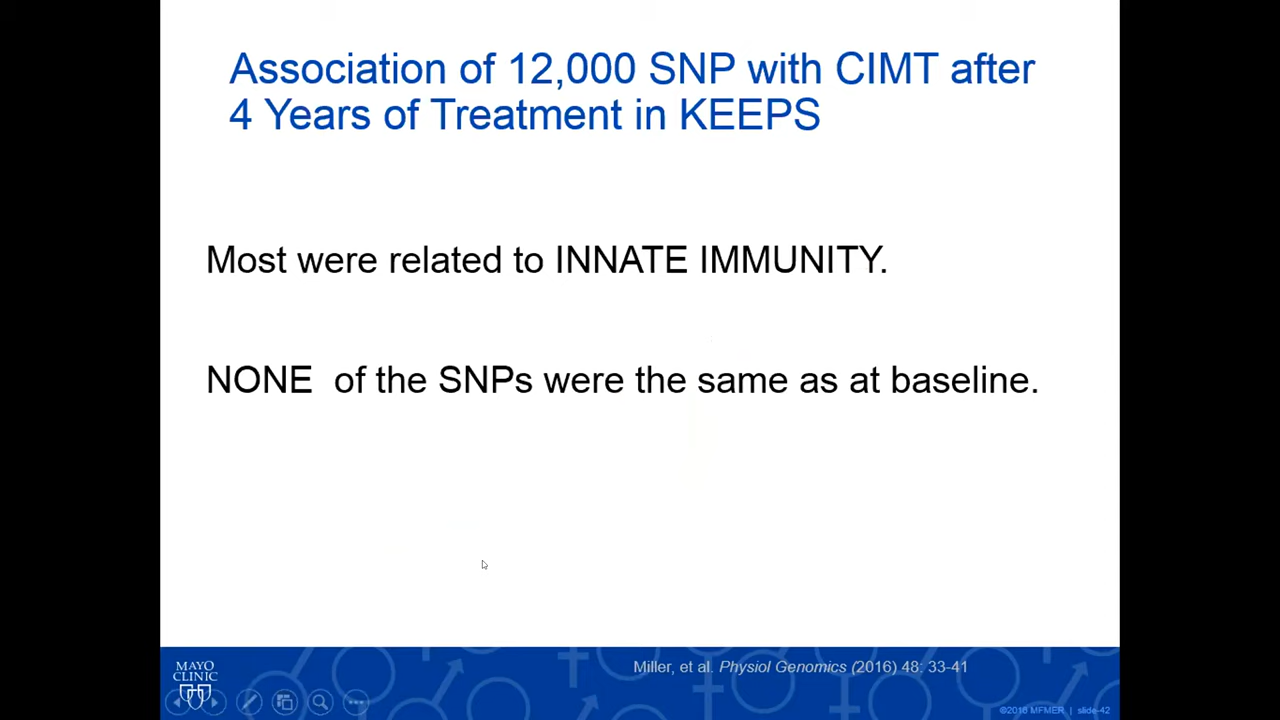 Association of 12,000 SNP with CIMT after
4 Years of Treatment in KEEPS
Most were related to INNATE IMMUNITY.
NONE of the SNPs were the same as at baseline.
MAYO
CLINIC
Miller, et al. Physiol Genomics (2016) 48: 33-41
©2016 MFMER | slide-42